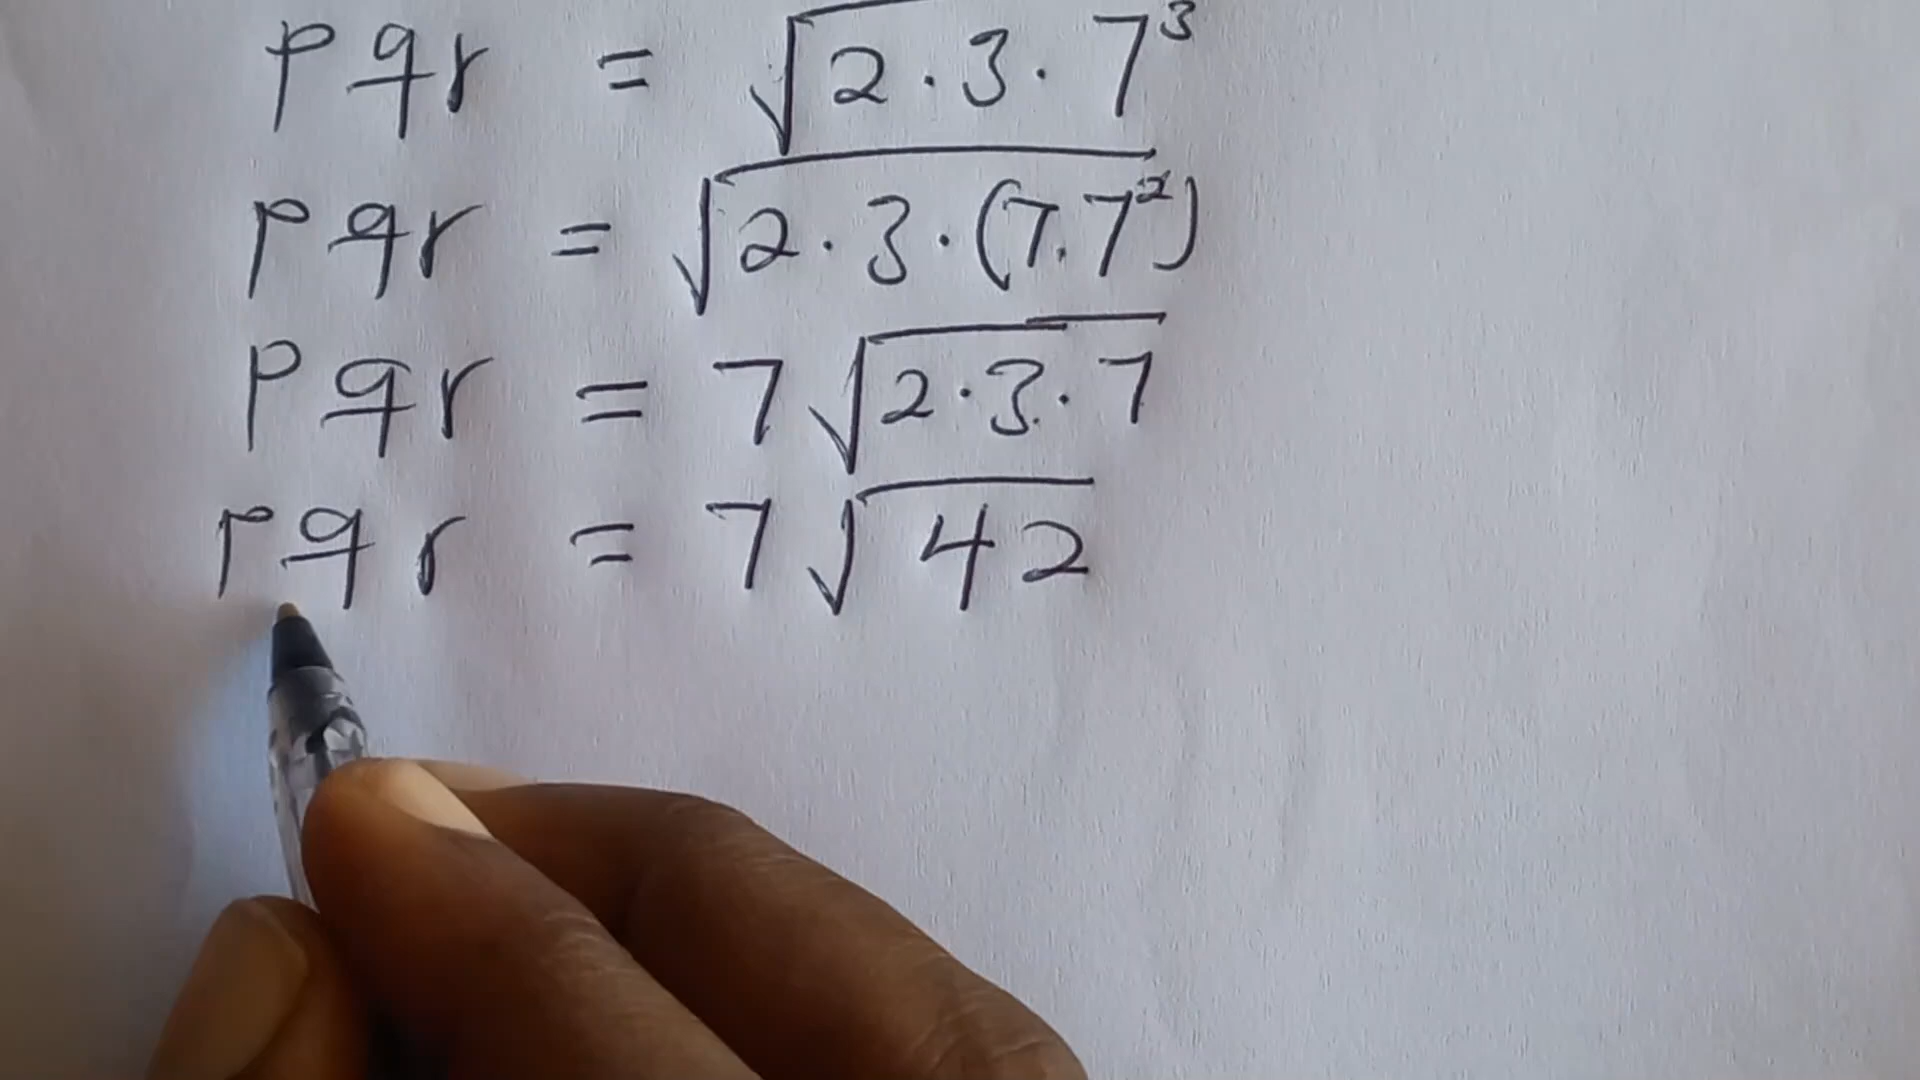 pqr = √2·3·7³
pqr = √2·3·(7.7²)
pqr = 7√2·3·7
pqr = 7√42